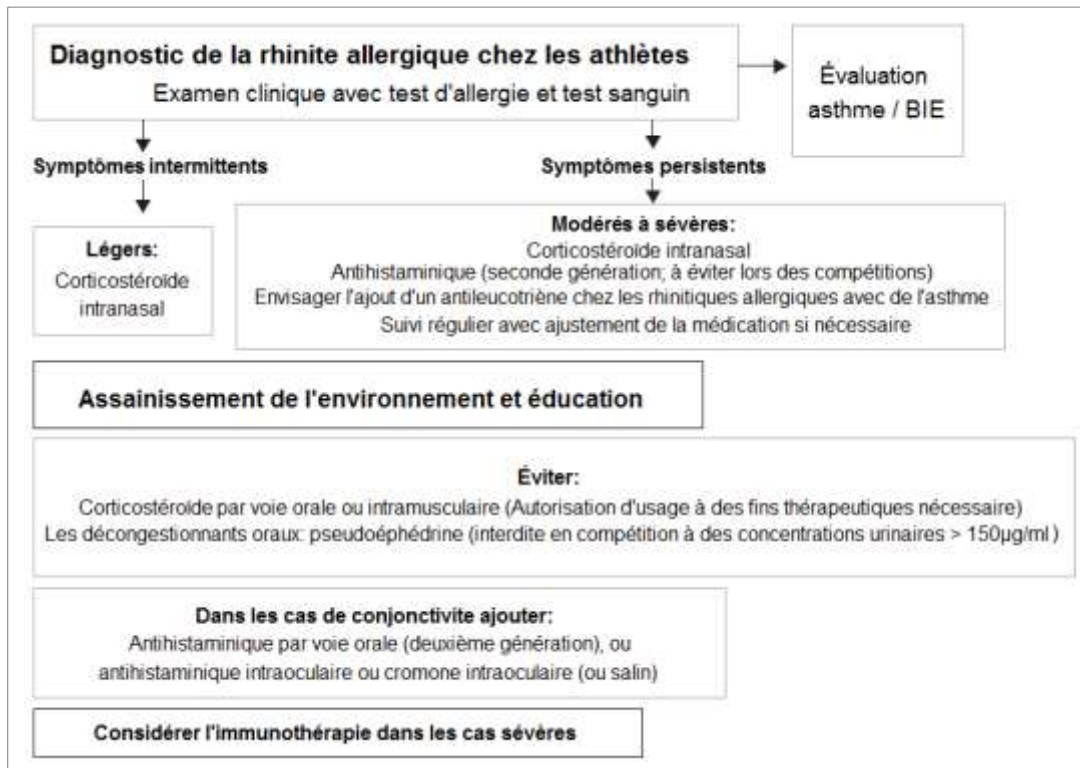 Diagnostic de la rhinite allergique chez les athlètes
Examen clinique avec test d'allergie et test sanguin
Évaluation
asthme / BIE
Symptômes intermittents
Symptômes persistents
Légers:
Corticostéroïde
intranasal
Modérés à sévères:
Corticostéroïde intranasal
Antihistaminique (seconde génération; à éviter lors des compétitions)
Envisager l'ajout d'un antileucotriène chez les rhinitiques allergiques avec de l'asthme
Suivi régulier avec ajustement de la médication si nécessaire
Assainissement de l'environnement et éducation
Éviter:
Corticostéroïde par voie orale ou intramusculaire (Autorisation d'usage à des fins thérapeutiques nécessaire)
Les décongestionnants oraux: pseudoéphédrine (interdite en compétition à des concentrations urinaires > 150µg/ml )
Dans les cas de conjonctivite ajouter:
Antihistaminique par voie orale (deuxième génération), ou
antihistaminique intraoculaire ou cromone intraoculaire (ou salin)
Considérer l'immunothérapie dans les cas sévères